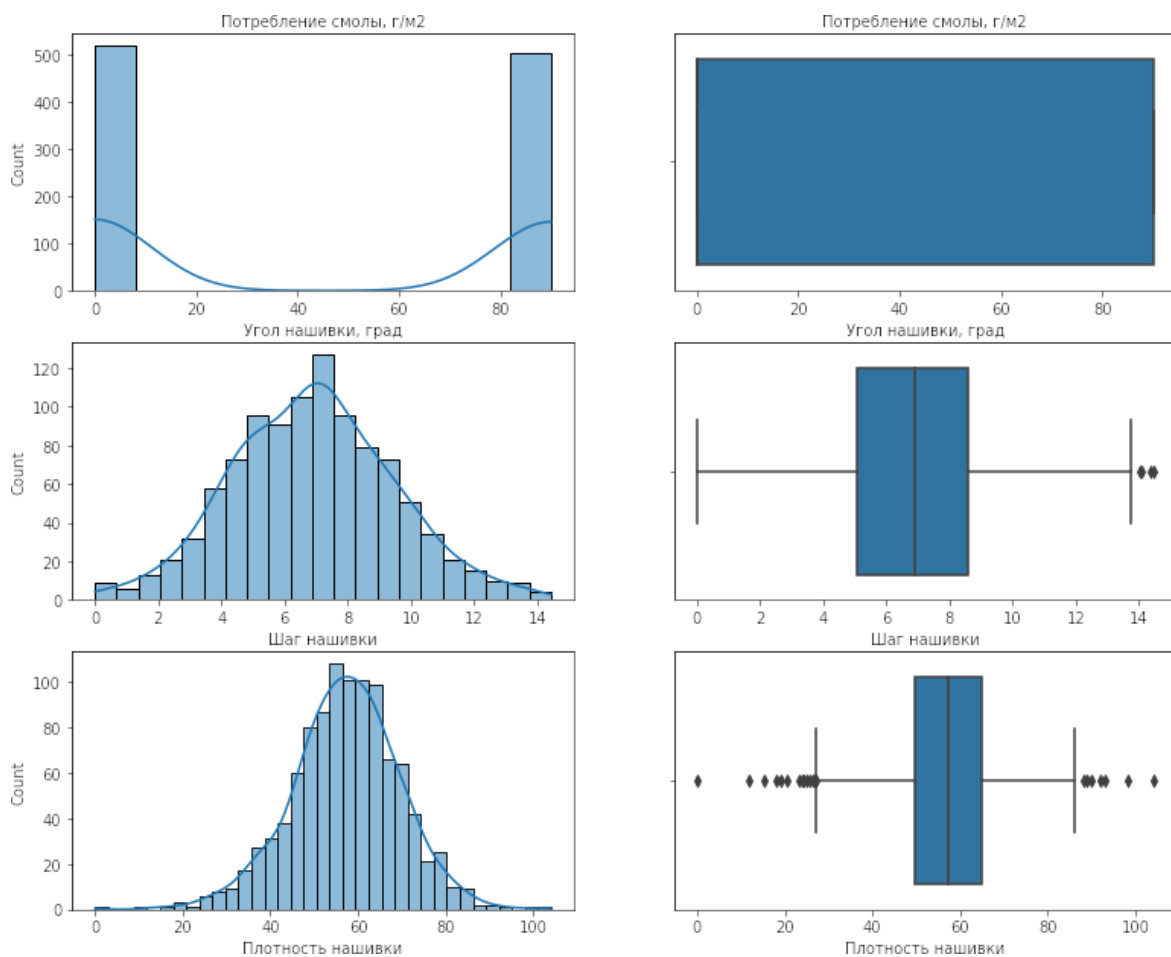 Потребление смолы, г/м2
Потребление смолы, г/м2
500
400
300
200
100
0
Count
0 20 40 60 80
Угол нашивки, град
0 20 40 60 80
Угол нашивки, град
120
100
80
60
40
20
0
Count
0 2 4 6 8 10 12 14
Шаг нашивки
0 2 4 6 8 10 12 14
Шаг нашивки
100
80
60
40
20
0
Count
0 20 40 60 80 100
Плотность нашивки
0 20 40 60 80 100
Плотность нашивки